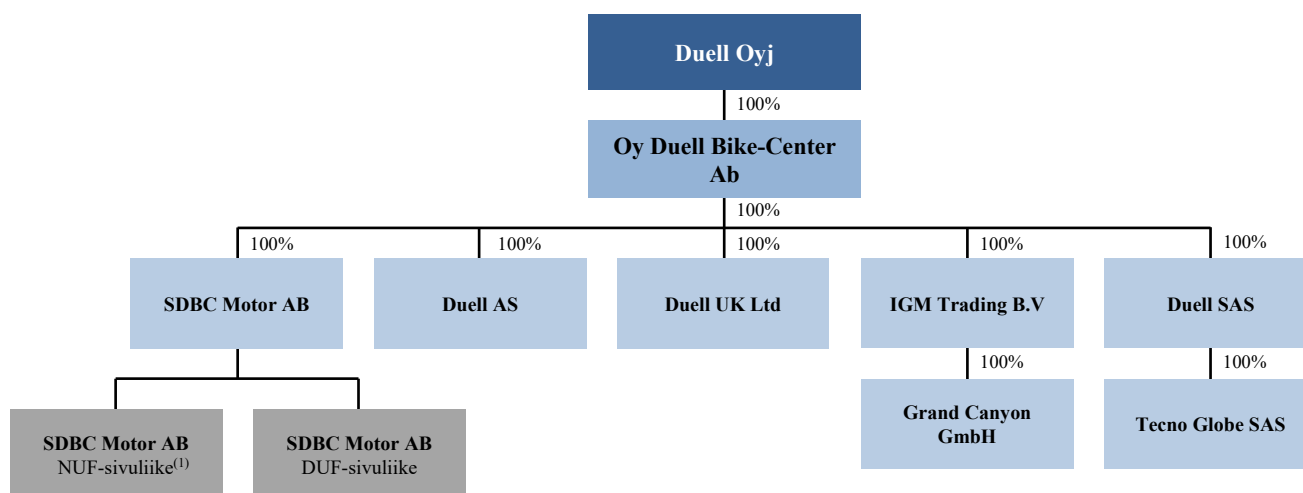 Duell Oyj
100%
Oy Duell Bike-Center
Ab
100%
100%
100%
100%
100%
100%
SDBC Motor AB
Duell AS
Duell UK Ltd
IGM Trading B.V
Duell SAS
100%
100%
SDBC Motor AB
NUF-sivuliike(1)
SDBC Motor AB
DUF-sivuliike
Grand Canyon
GmbH
Tecno Globe SAS